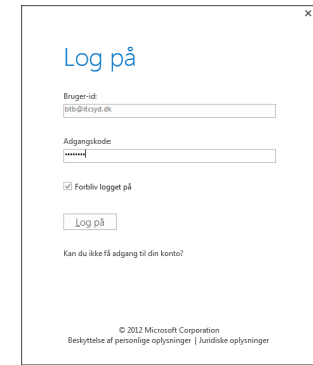 Log på
Bruger-id:
btb@itcsyd.dk
Adgangskode:
••••••••
Forbliv logget på
Log på
Kan du ikke få adgang til din konto?
© 2012 Microsoft Corporation
Beskyttelse af personlige oplysninger | Juridiske oplysninger